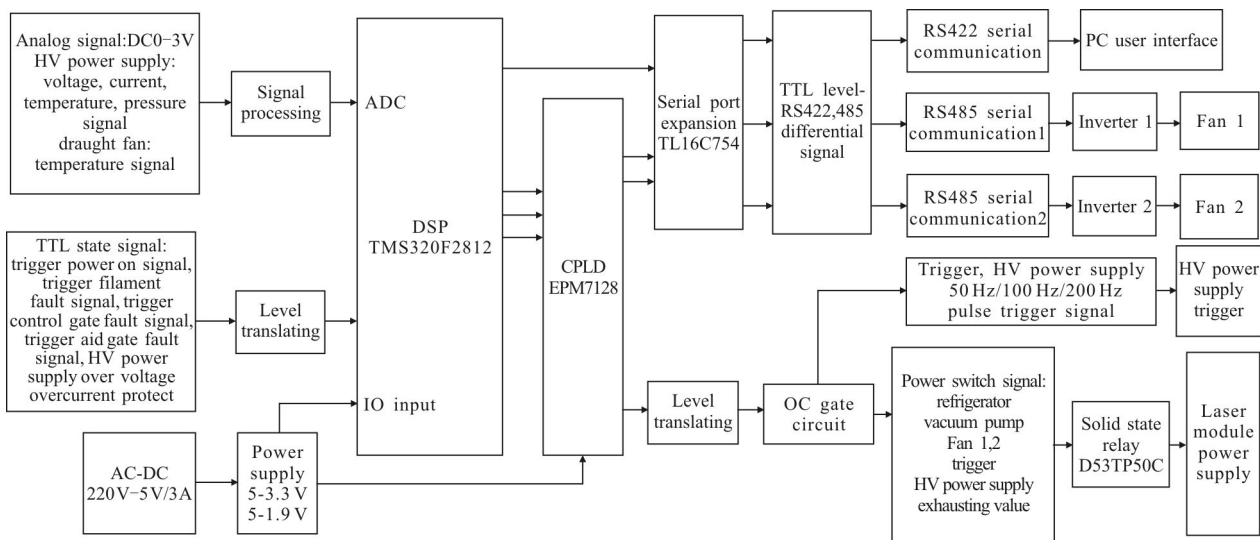 Analog signal:DC0-3V
HV power supply:
voltage, current,
temperature, pressure
signal
draught fan:
temperature signal
Signal
processing
ADC
DSP
TMS320F2812
IO input
TTL state signal:
trigger power on signal,
trigger filament
fault signal, trigger
control gate fault signal,
trigger aid gate fault
signal, HV power
supply over voltage
overcurrent protect
Level
translating
AC-DC
220V-5V/3A
Power
supply
5-3.3 V
5-1.9 V
CPLD
EPM7128
Serial port
expansion
TL16C754
TTL level-
RS422,485
differential
signal
RS422 serial
communication
PC user interface
RS485 serial
communication1
Inverter 1
Fan 1
RS485 serial
communication2
Inverter 2
Fan 2
Level
translating
OC gate
circuit
Trigger, HV power supply
50 Hz/100 Hz/200 Hz
pulse trigger signal
HV power
supply
trigger
Power switch signal:
refrigerator
vacuum pump
Fan 1,2
trigger
HV power supply
exhausting value
Solid state
relay
D53TP50C
Laser
module
power
supply